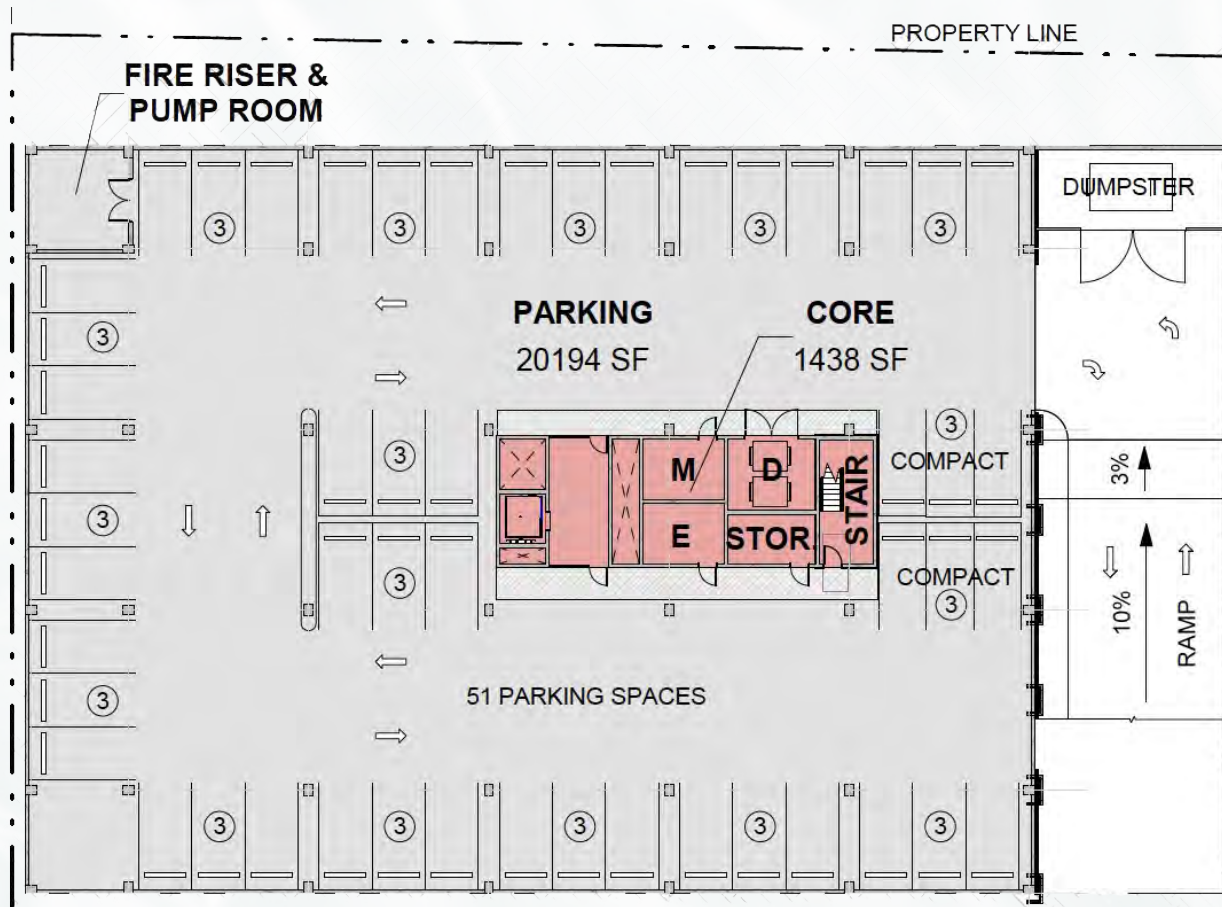 PROPERTY LINE
FIRE RISER &
PUMP ROOM
DUMPSTER
3
3
3
3
3
PARKING
20194 SF
CORE
1438 SF
3
3
3
COMPACT
3%
M
D
STAIR
E
STOR.
3
3
COMPACT
3
10%
RAMP
3
51 PARKING SPACES
3
3
3
3
3